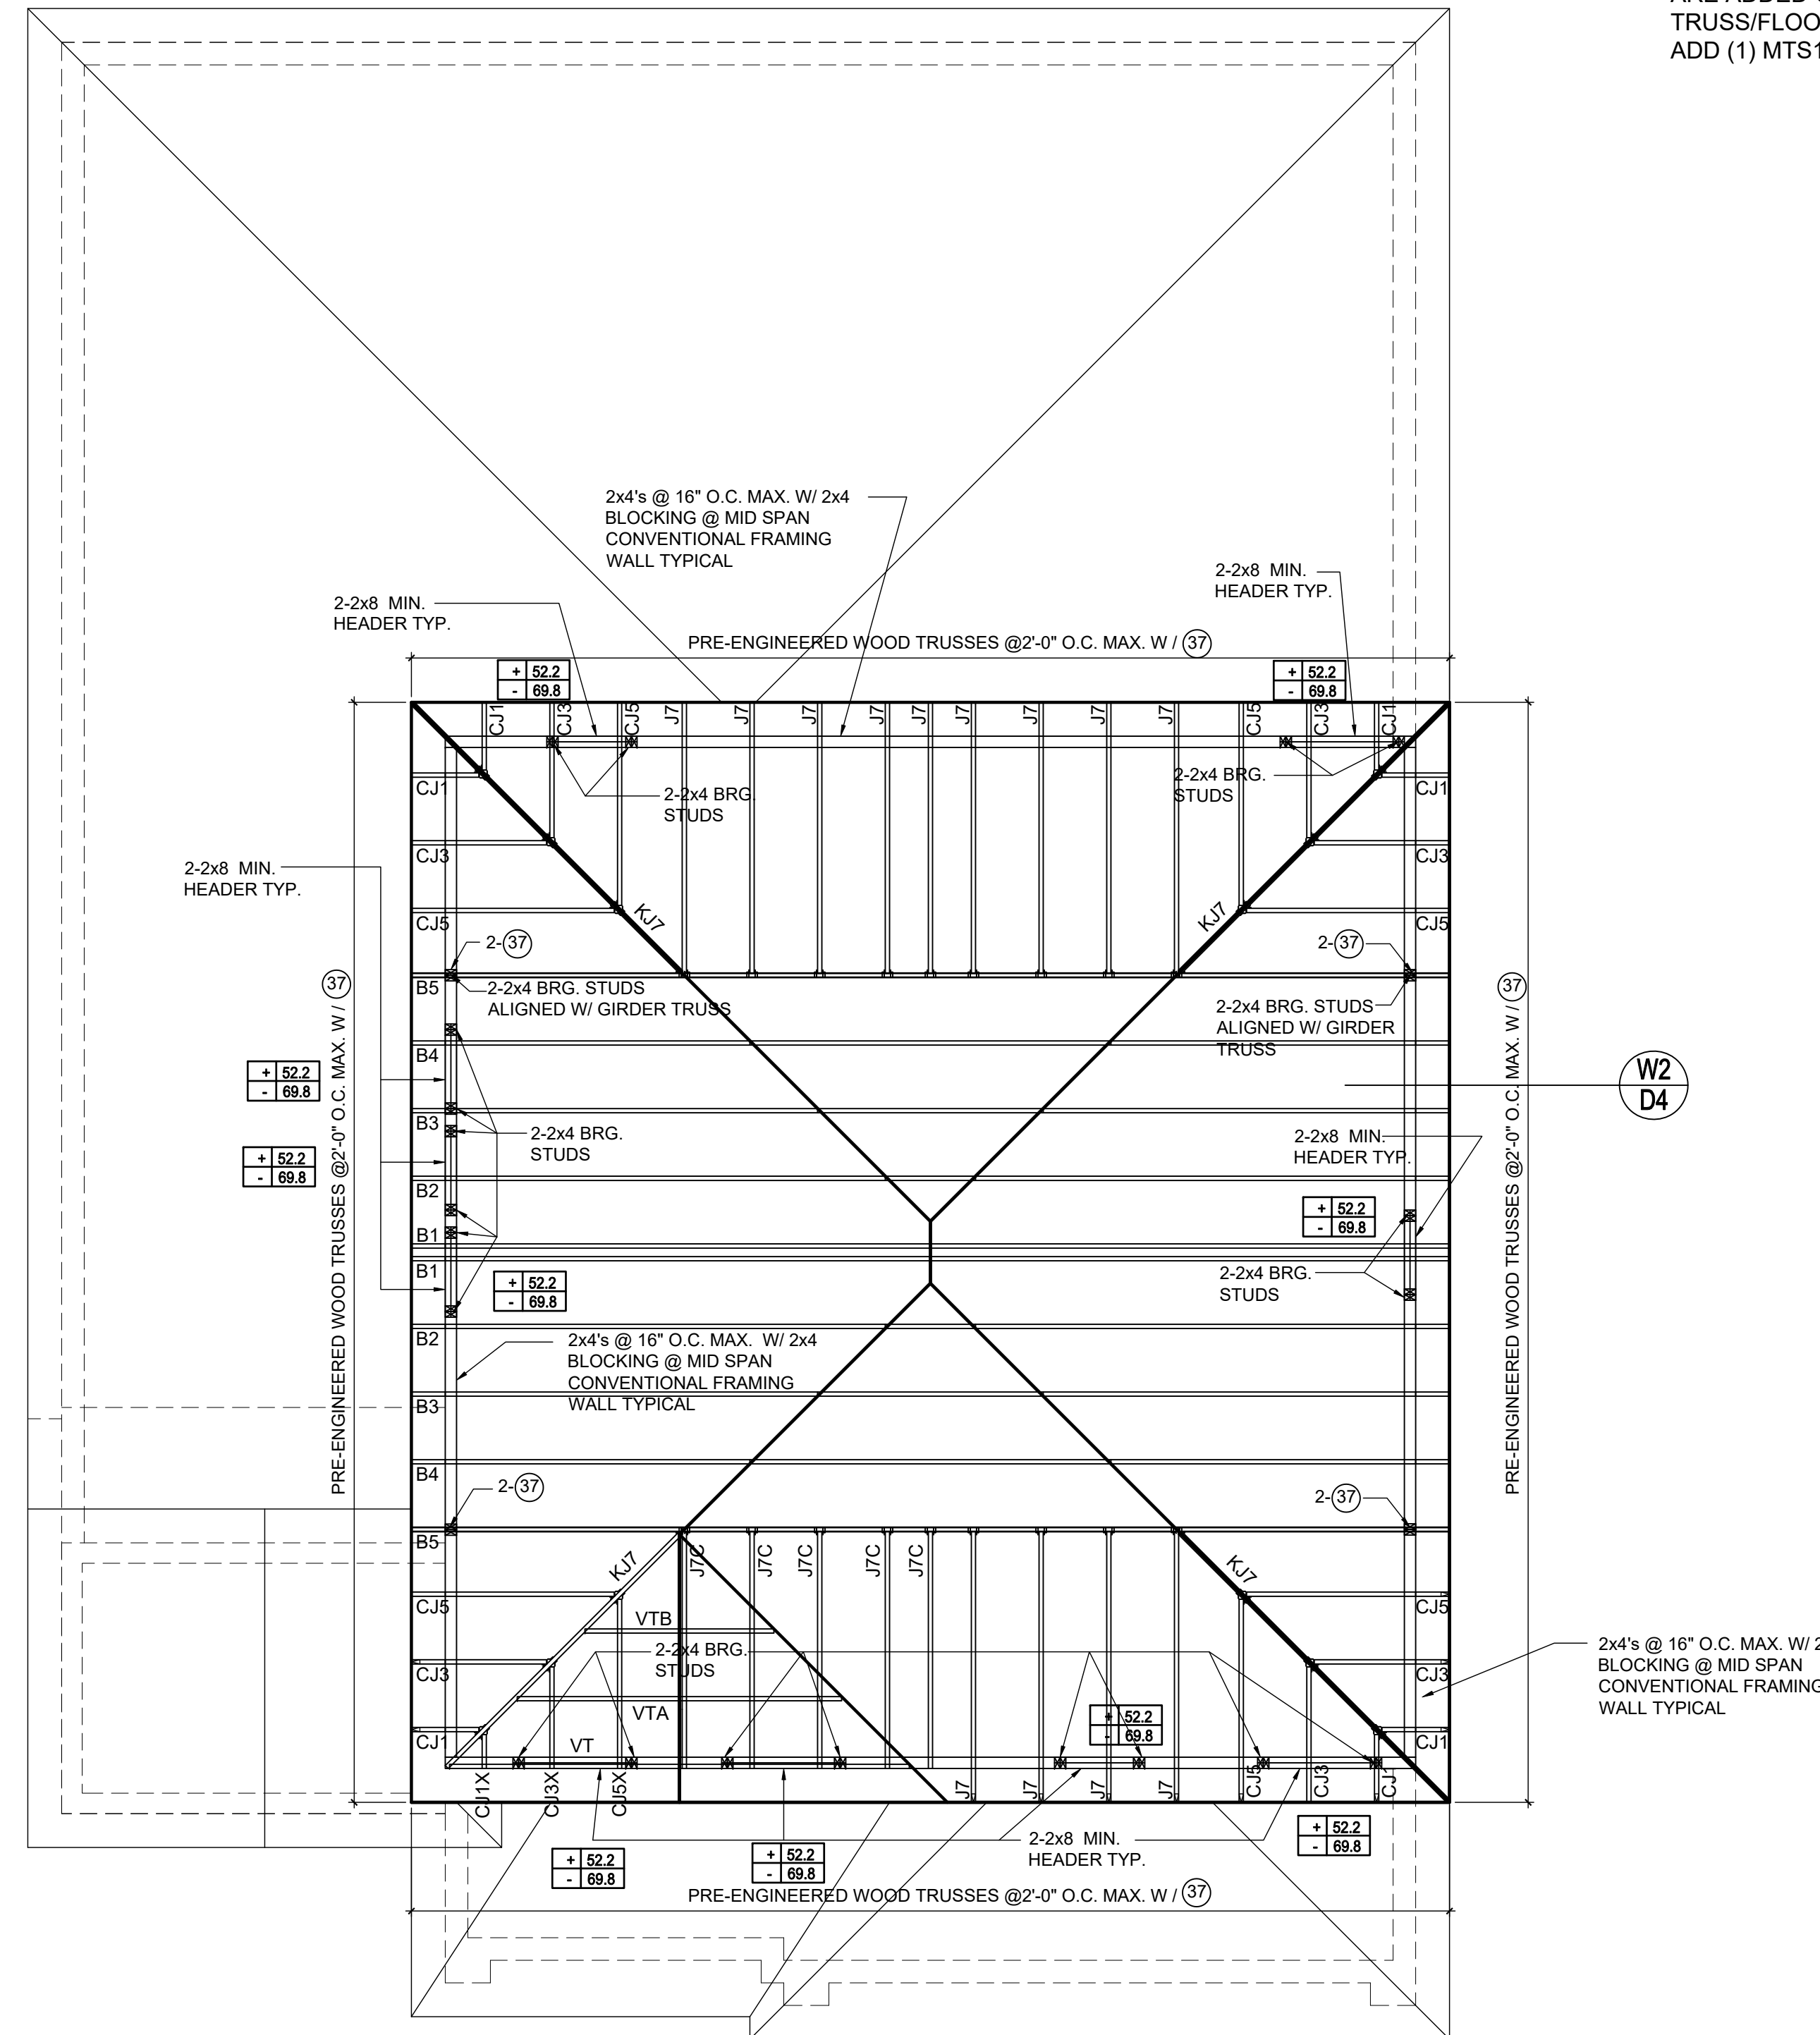 TRUSS/FLOO
ADD (1) MTS1
2x4's @ 16" O.C. MAX. W/ 2x4
BLOCKING @ MID SPAN
CONVENTIONAL FRAMING
WALL TYPICAL
2-2x8 MIN.
HEADER TYP.
2-2x8 MIN.
HEADER TYP.
PRE-ENGINEERED WOOD TRUSSES @2'-0" O.C. MAX. W / 37
+ 52.2
- 69.8
+ 52.2
- 69.8
CJ1
CJ3
CJ5
J7
J7
J7
J7
J7
J7
J7
J7
J7
CJ5
CJ3
CJ1
2-2x4 BRG.
STUDS
2-2x4 BRG.
STUDS
CJ1
CJ1
CJ3
CJ3
2-2x8 MIN.
HEADER TYP.
CJ5
KJ7
KJ7
CJ5
2-37
2-37
B5
2-2x4 BRG. STUDS
ALIGNED W/ GIRDER TRUSS
2-2x4 BRG. STUDS
ALIGNED W/ GIRDER
TRUSS
PRE-ENGINEERED WOOD TRUSSES @2'-0" O.C. MAX. W / 37
PRE-ENGINEERED WOOD TRUSSES @2'-0" O.C. MAX. W / 37
B4
+ 52.2
- 69.8
W2
D4
B3
2-2x4 BRG.
STUDS
2-2x8 MIN.
HEADER TYP.
+ 52.2
- 69.8
B2
+ 52.2
- 69.8
B1
B1
+ 52.2
- 69.8
2-2x4 BRG.
STUDS
B2
2x4's @ 16" O.C. MAX. W/ 2x4
BLOCKING @ MID SPAN
CONVENTIONAL FRAMING
WALL TYPICAL
B3
B4
2-37
2-37
B5
J7C
J7C
J7C
J7C
J7C
KJ7
KJ7
CJ5
CJ5
VTB
2-2x4 BRG.
STUDS
CJ3
CJ3
2x4's @ 16" O.C. MAX. W/ 2
BLOCKING @ MID SPAN
CONVENTIONAL FRAMING
WALL TYPICAL
VTA
+ 52.2
- 69.8
CJ1
VT
CJ1
CJ1X
CJ3X
CJ5X
J7
J7
J7
J7
CJ5
CJ3
CJ1
2-2x8 MIN.
HEADER TYP.
+ 52.2
- 69.8
+ 52.2
- 69.8
+ 52.2
- 69.8
PRE-ENGINEERED WOOD TRUSSES @2'-0" O.C. MAX. W / 37